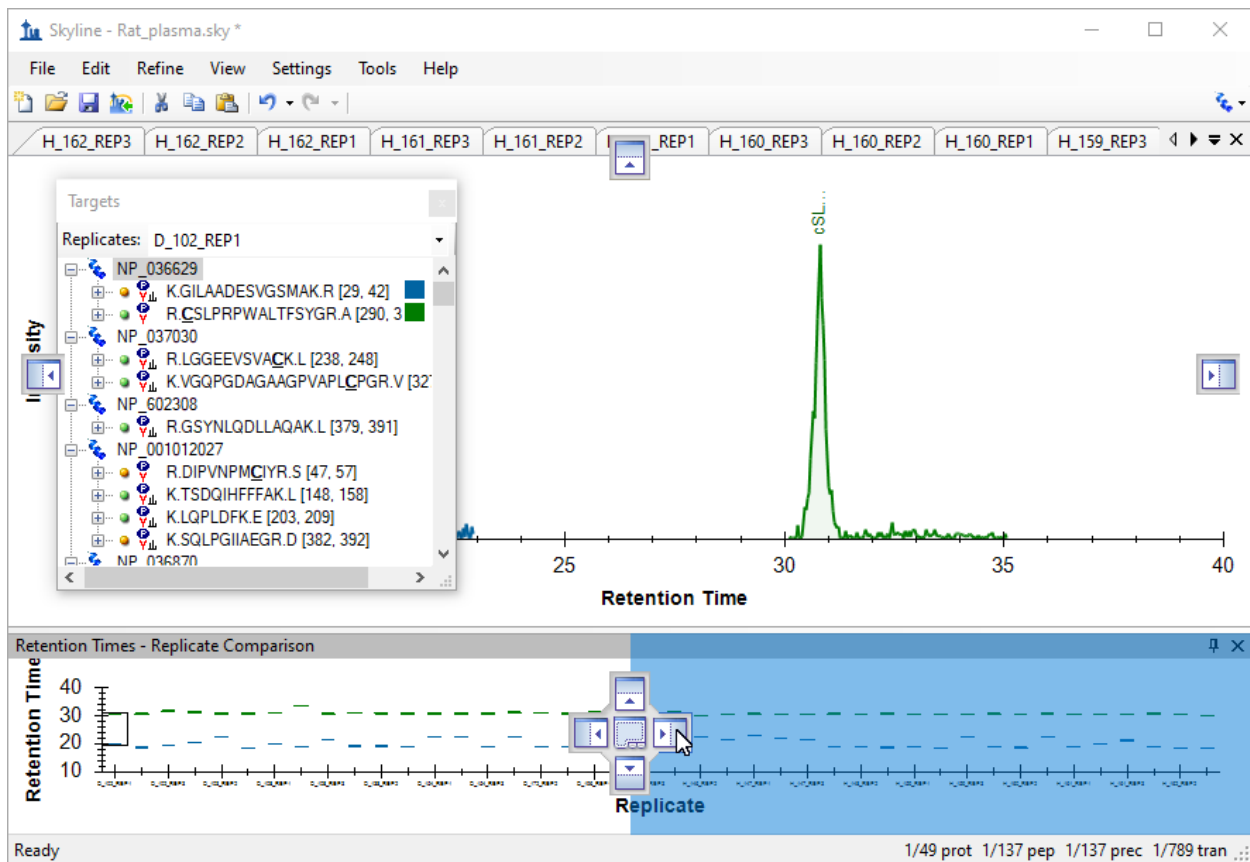 Skyline - Rat_plasma.sky *
File Edit Refine View Settings Tools Help
H_162_REP3 H_162_REP2 H_162_REP1 H_161_REP3 H_161_REP2 _REP1 H_160_REP3 H_160_REP2 H_160_REP1 H_159_REP3
Targets
Replicates: D_102_REP1
NP_036629
K.GILAADESVGSMAK.R [29, 42]
R.CSLPRPWALTFSYGR.A [290, 3
NP_037030
R.LGGEEVSVACK.L [238, 248]
K.VGQPGDAGAAGPVAPLCPGR.V [327
NP_602308
R.GSYNLQDLLAQAK.L [379, 391]
NP_001012027
R.DIPVNPMCIYR.S [47, 57]
K.TSDQIHFFFAK.L [148, 158]
K.LQPLDFK.E [203, 209]
K.SQLPGIIAEGR.D [382, 392]
NP_036870
cSL...
25 30 35 40
Retention Time
Retention Times - Replicate Comparison
Retention Time
40
30
20
10
Replicate
Ready 1/49 prot 1/137 pep 1/137 prec 1/789 tran